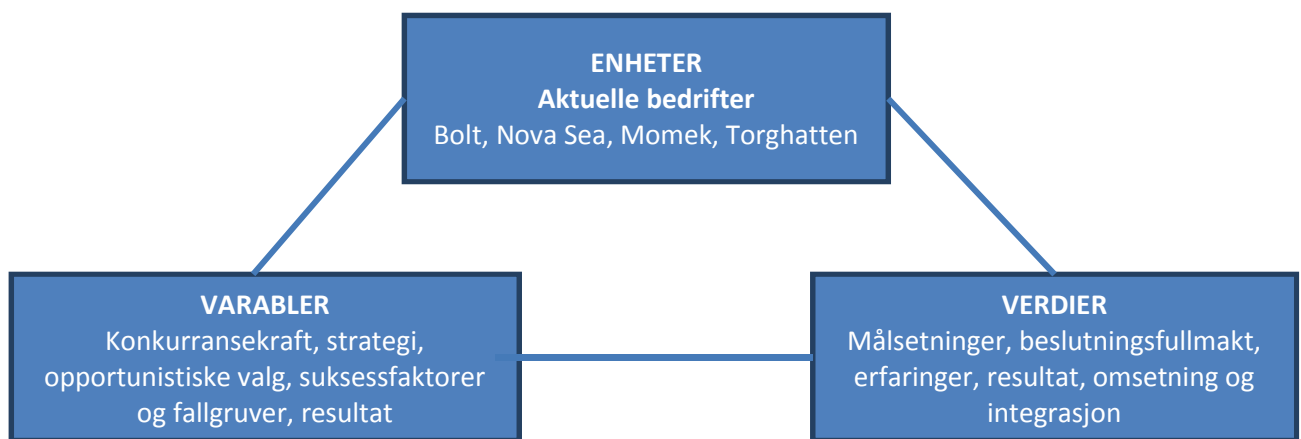 ENHETER
Aktuelle bedrifter
Bolt, Nova Sea, Momek, Torghatten
VARABLER
Konkurransekraft, strategi,
opportunistiske valg, suksessfaktorer
og fallgruver, resultat
VERDIER
Målsetninger, beslutningsfullmakt,
erfaringer, resultat, omsetning og
integrasjon